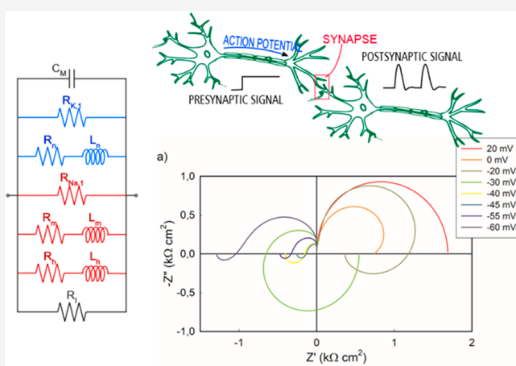 C_M
R_K,1
R_n L_n
R_Na,1
R_m L_m
R_h L_h
R_l
ACTION POTENTIAL
SYNAPSE
PRESYNAPTIC SIGNAL
POSTSYNAPTIC SIGNAL
a)
-Z'' (kΩ cm²)
1,0
0,5
0,0
-0,5
-1,0
-1 0 1 2
Z' (kΩ cm²)
20 mV
0 mV
-20 mV
-30 mV
-40 mV
-45 mV
-55 mV
-60 mV